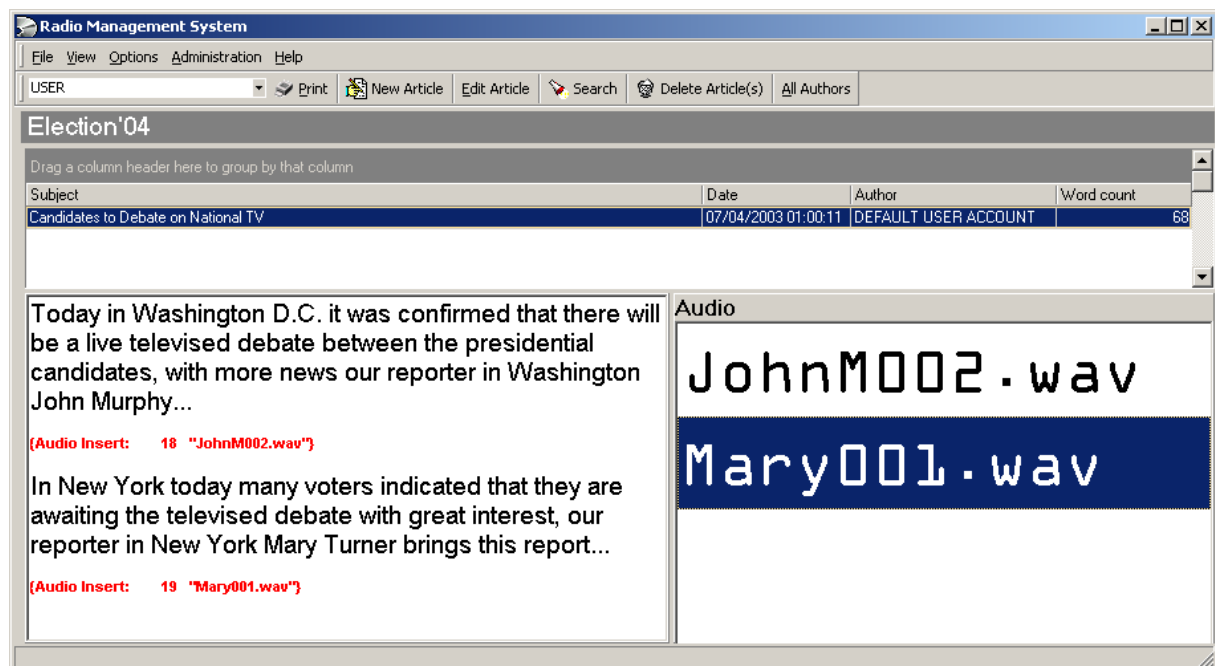 Radio Management System
File View Options Administration Help
USER Print New Article Edit Article Search Delete Article(s) All Authors
Election'04
Drag a column header here to group by that column
Subject Date Author Word count
Candidates to Debate on National TV 07/04/2003 01:00:11 DEFAULT USER ACCOUNT 68
Today in Washington D.C. it was confirmed that there will
be a live televised debate between the presidential
candidates, with more news our reporter in Washington
John Murphy...
{Audio Insert: 18 "JohnM002.wav"}
In New York today many voters indicated that they are
awaiting the televised debate with great interest, our
reporter in New York Mary Turner brings this report...
{Audio Insert: 19 "Mary001.wav"}
Audio
JohnM002.wav
Mary001.wav